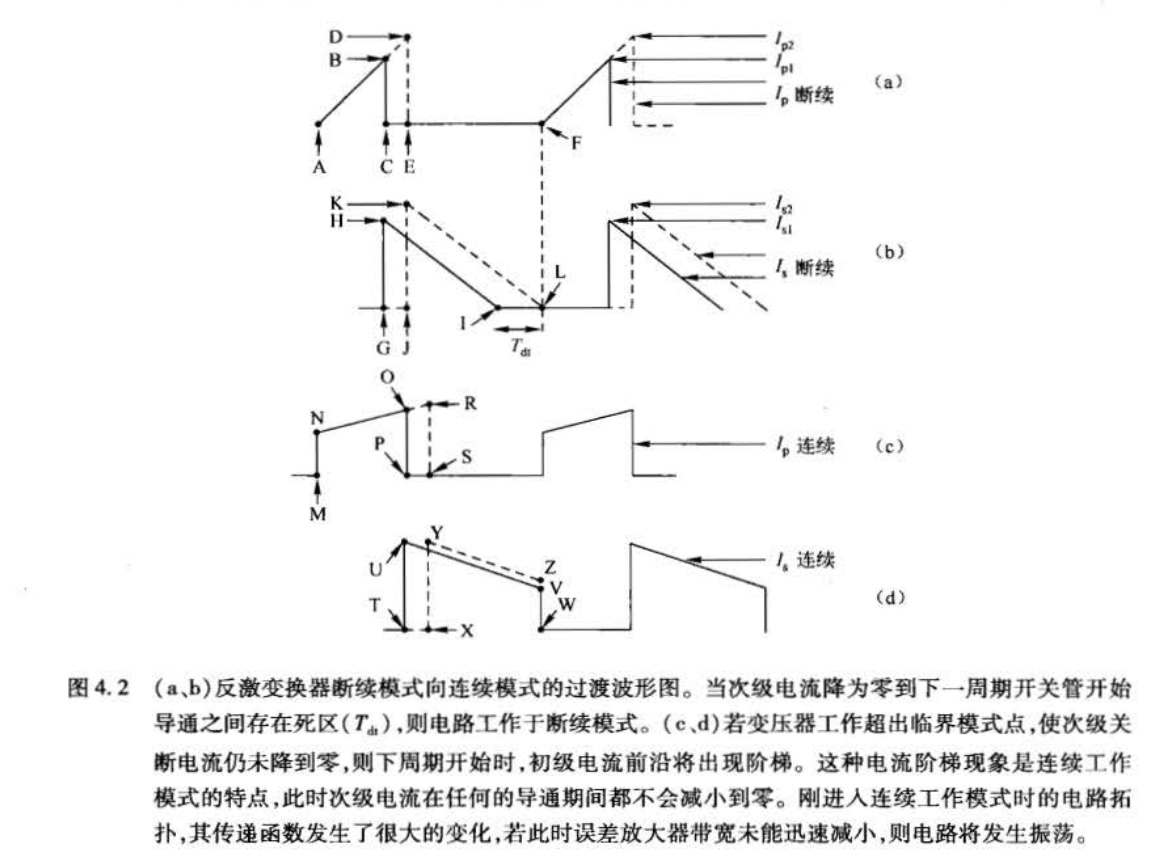 D
B
I_p2
I_p1
I_p 断续
(a)
A
C
E
F
K
H
I_s2
I_s1
I_s 断续
(b)
L
I
G
J
T_dt
O
N
R
P
S
I_p 连续
(c)
M
Y
U
Z
V
T
W
X
I_s 连续
(d)
图4.2 (a、b)反激变换器断续模式向连续模式的过渡波形图。当次级电流降为零到下一周期开关管开始
导通之间存在死区(T_dt),则电路工作于断续模式。(c、d)若变压器工作超出临界模式点,使次级关
断电流仍未降到零,则下周期开始时,初级电流前沿将出现阶梯。这种电流阶梯现象是连续工作
模式的特点,此时次级电流在任何的导通期间都不会减小到零。刚进入连续工作模式时的电路拓
扑,其传递函数发生了很大的变化,若此时误差放大器带宽未能迅速减小,则电路将发生振荡。